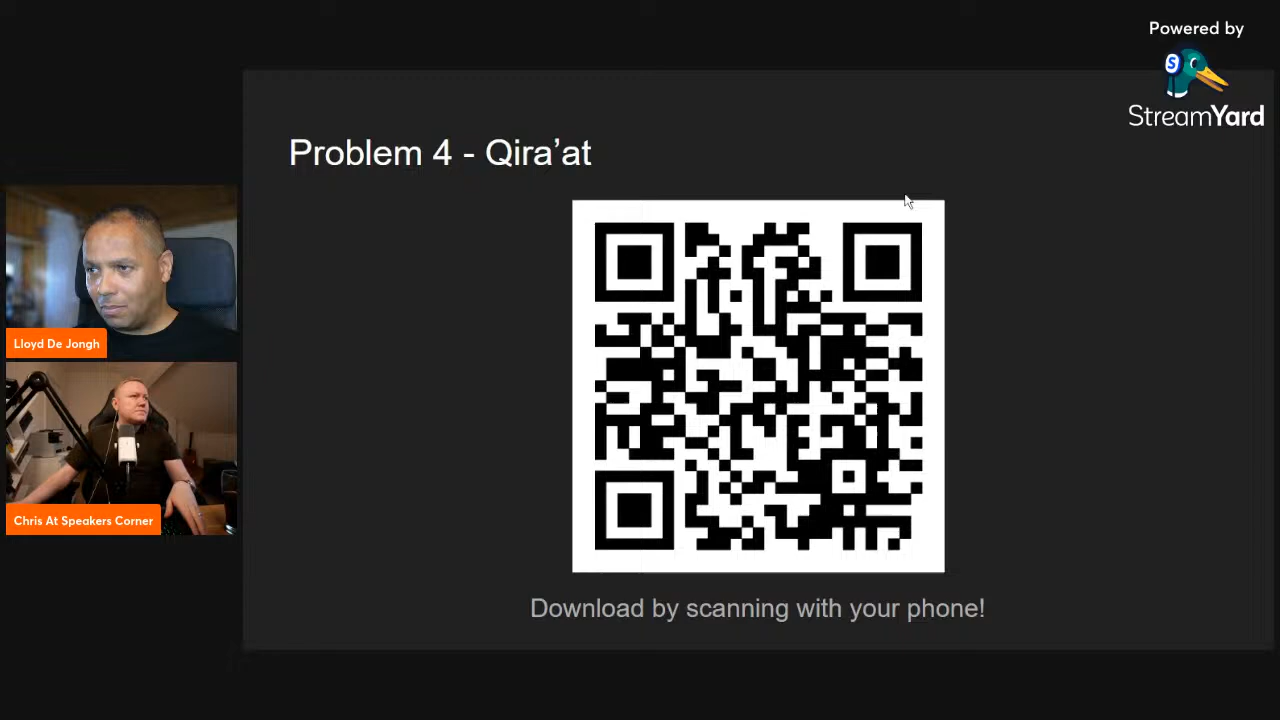 Powered by
StreamYard
Problem 4 - Qira’at
Lloyd De Jongh
Chris At Speakers Corner
Download by scanning with your phone!